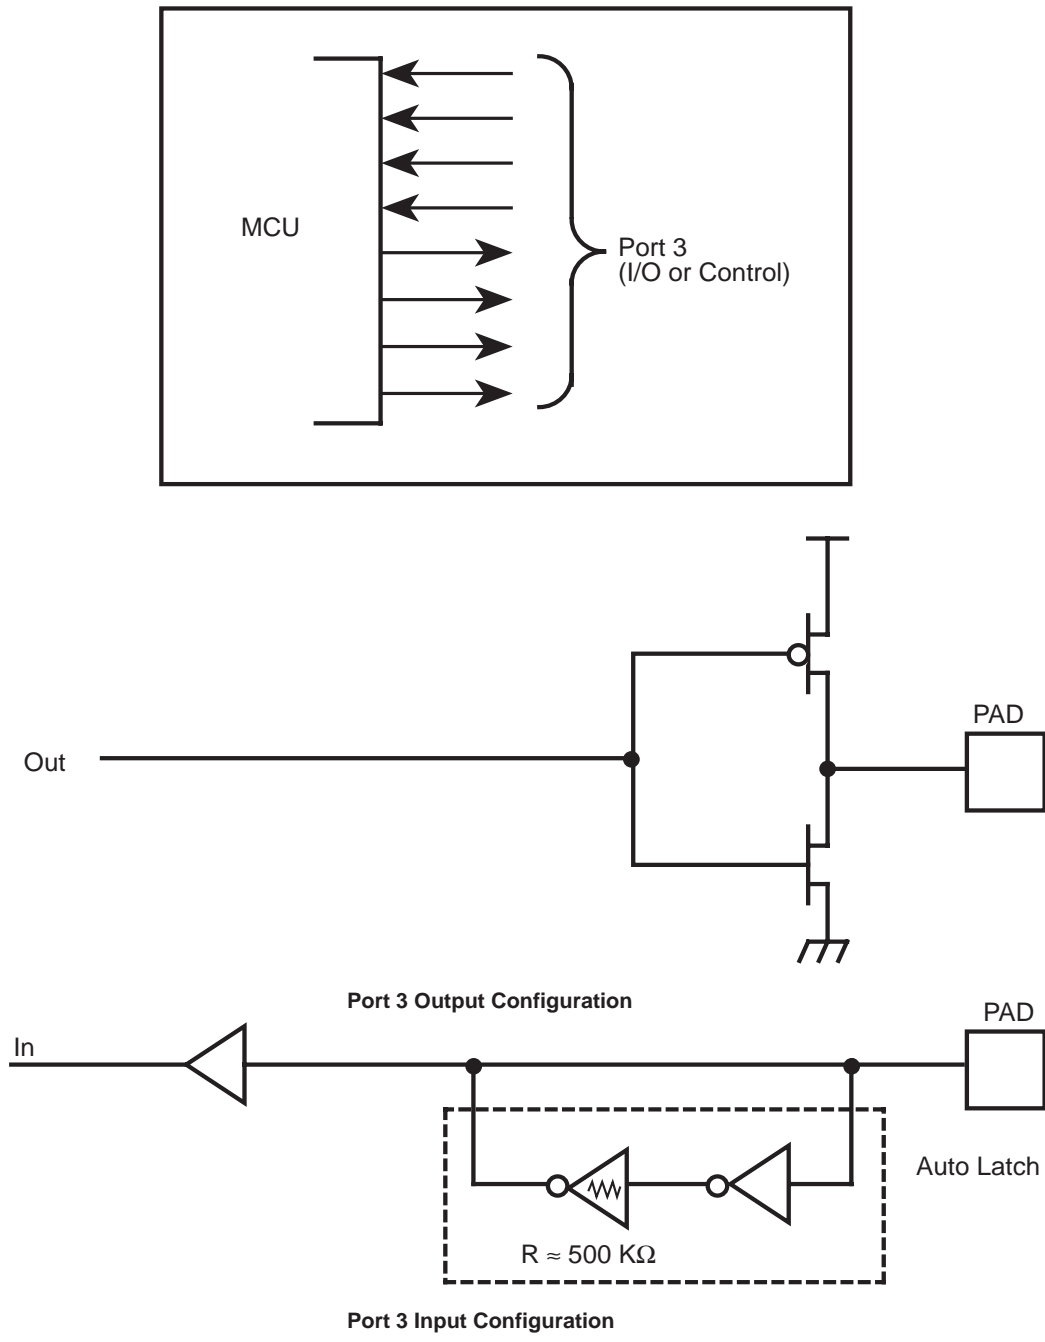 MCU
Port 3
(I/O or Control)
PAD
Out
Port 3 Output Configuration
PAD
In
Auto Latch
R ≈ 500 KΩ
Port 3 Input Configuration